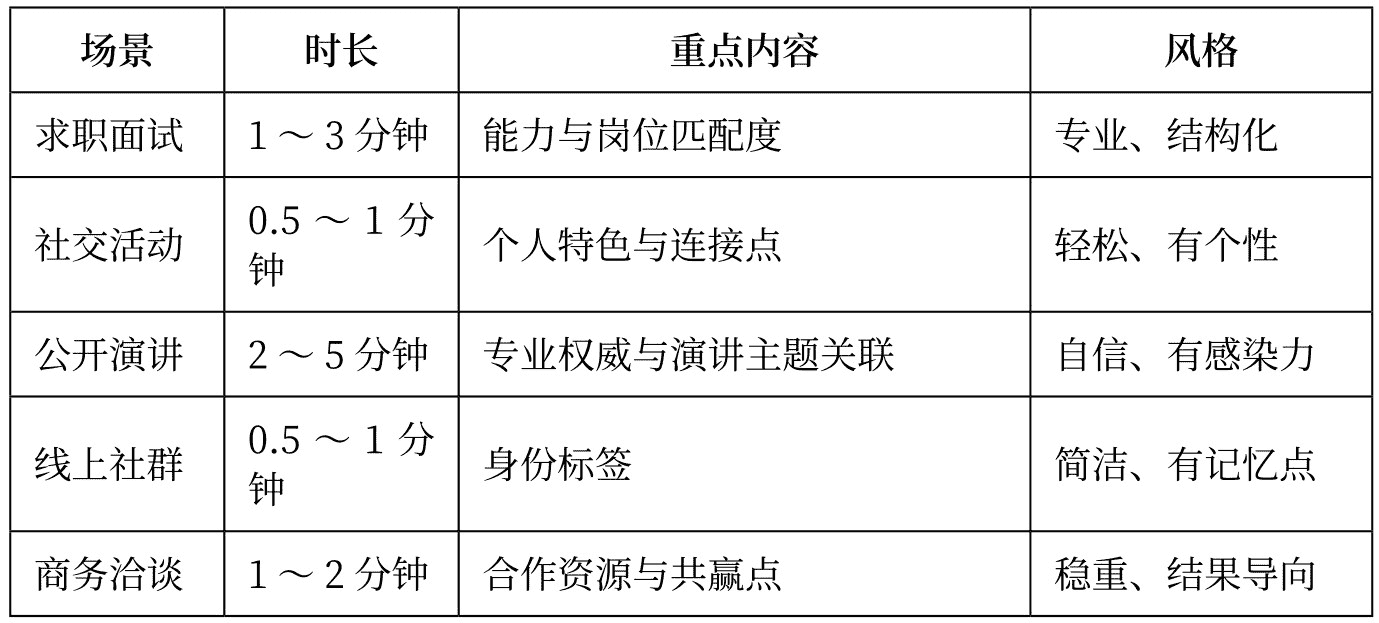 场景 时长 重点内容 风格
求职面试 1～3分钟 能力与岗位匹配度 专业、结构化
社交活动 0.5～1分钟 个人特色与连接点 轻松、有个性
公开演讲 2～5分钟 专业权威与演讲主题关联 自信、有感染力
线上社群 0.5～1分钟 身份标签 简洁、有记忆点
商务洽谈 1～2分钟 合作资源与共赢点 稳重、结果导向